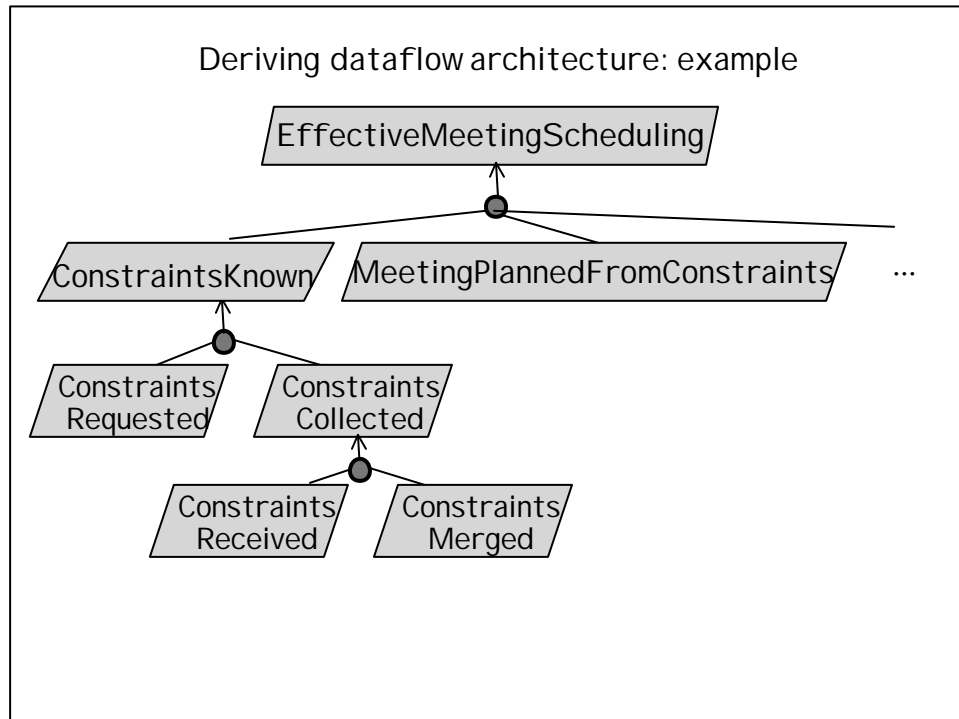 Deriving dataflow architecture: example
EffectiveMeetingScheduling
ConstraintsKnown
MeetingPlannedFromConstraints
...
Constraints
Requested
Constraints
Collected
Constraints
Received
Constraints
Merged